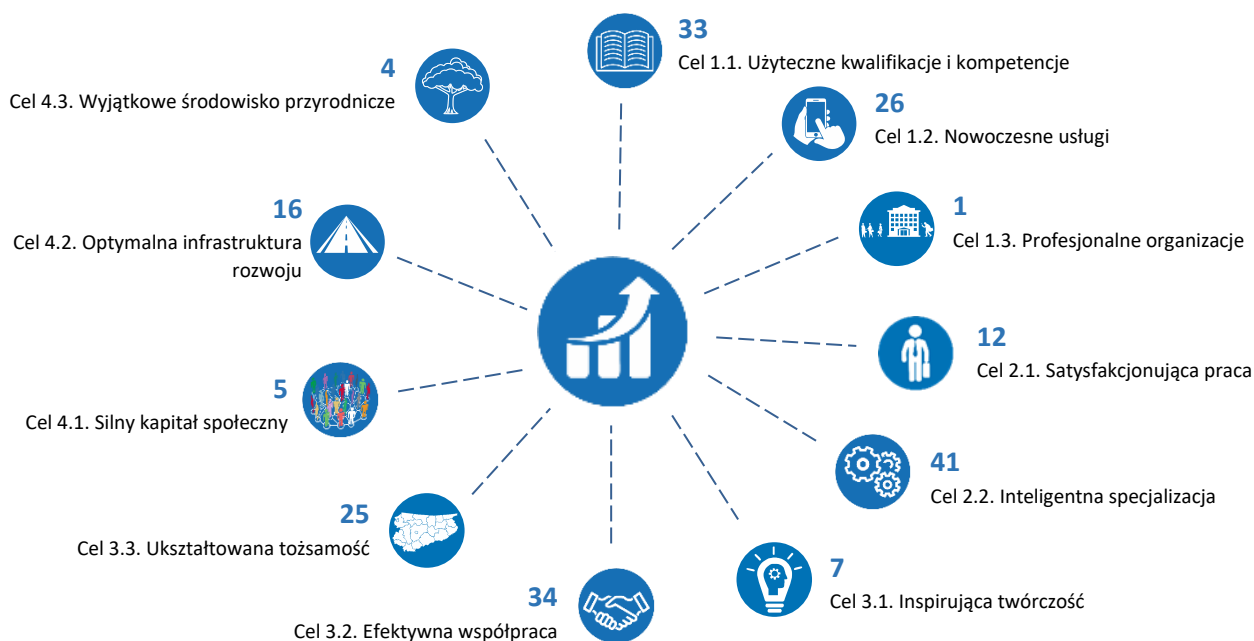 33
Cel 1.1. Użyteczne kwalifikacje i kompetencje
26
Cel 1.2. Nowoczesne usługi
1
Cel 1.3. Profesjonalne organizacje
12
Cel 2.1. Satysfakcjonująca praca
41
Cel 2.2. Inteligentna specjalizacja
7
Cel 3.1. Inspirująca twórczość
34
Cel 3.2. Efektywna współpraca
25
Cel 3.3. Ukształtowana tożsamość
5
Cel 4.1. Silny kapitał społeczny
16
Cel 4.2. Optymalna infrastruktura
rozwoju
4
Cel 4.3. Wyjątkowe środowisko przyrodnicze